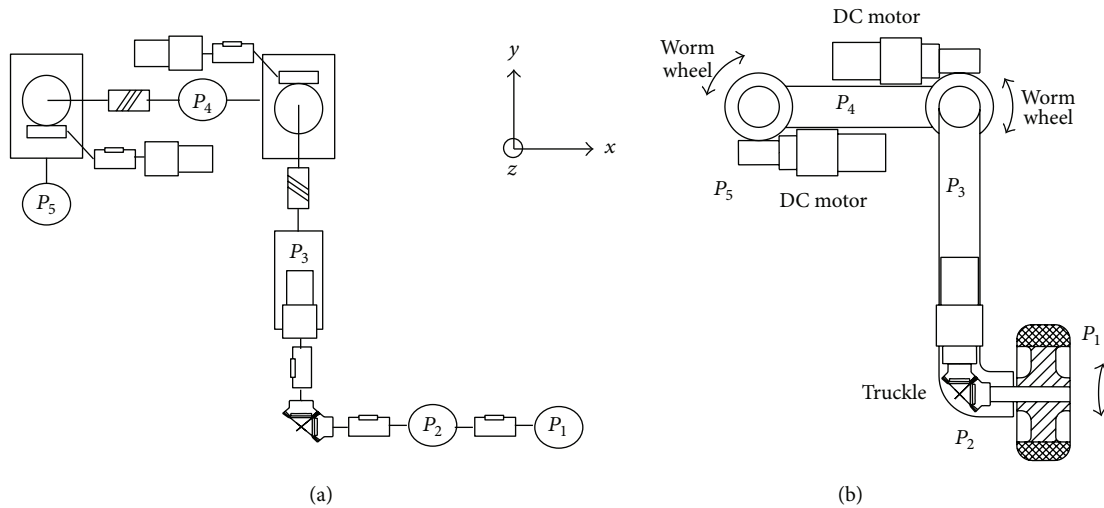 P4
P5
P3
P2
P1
y
x
z
(a)
DC motor
Worm
wheel
P4
Worm
wheel
P5
DC motor
P3
P1
Truckle
P2
(b)